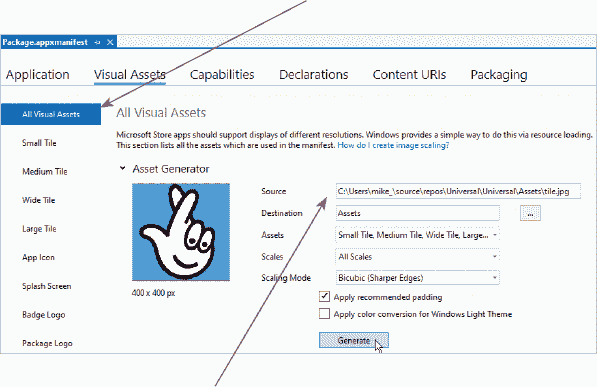 Package.appxmanifest
Application Visual Assets Capabilities Declarations Content URIs Packaging
All Visual Assets
Small Tile
Medium Tile
Wide Tile
Large Tile
App Icon
Splash Screen
Badge Logo
Package Logo
All Visual Assets
Microsoft Store apps should support displays of different resolutions. Windows provides a simple way to do this via resource loading.
This section lists all the assets which are used in the manifest. How do I create image scaling?
Asset Generator
400 x 400 px
Source C:\Users\mike_\source\repos\Universal\Universal\Assets\tile.jpg
Destination Assets ...
Assets Small Tile, Medium Tile, Wide Tile, Large...
Scales All Scales
Scaling Mode Bicubic (Sharper Edges)
Apply recommended padding
Apply color conversion for Windows Light Theme
Generate